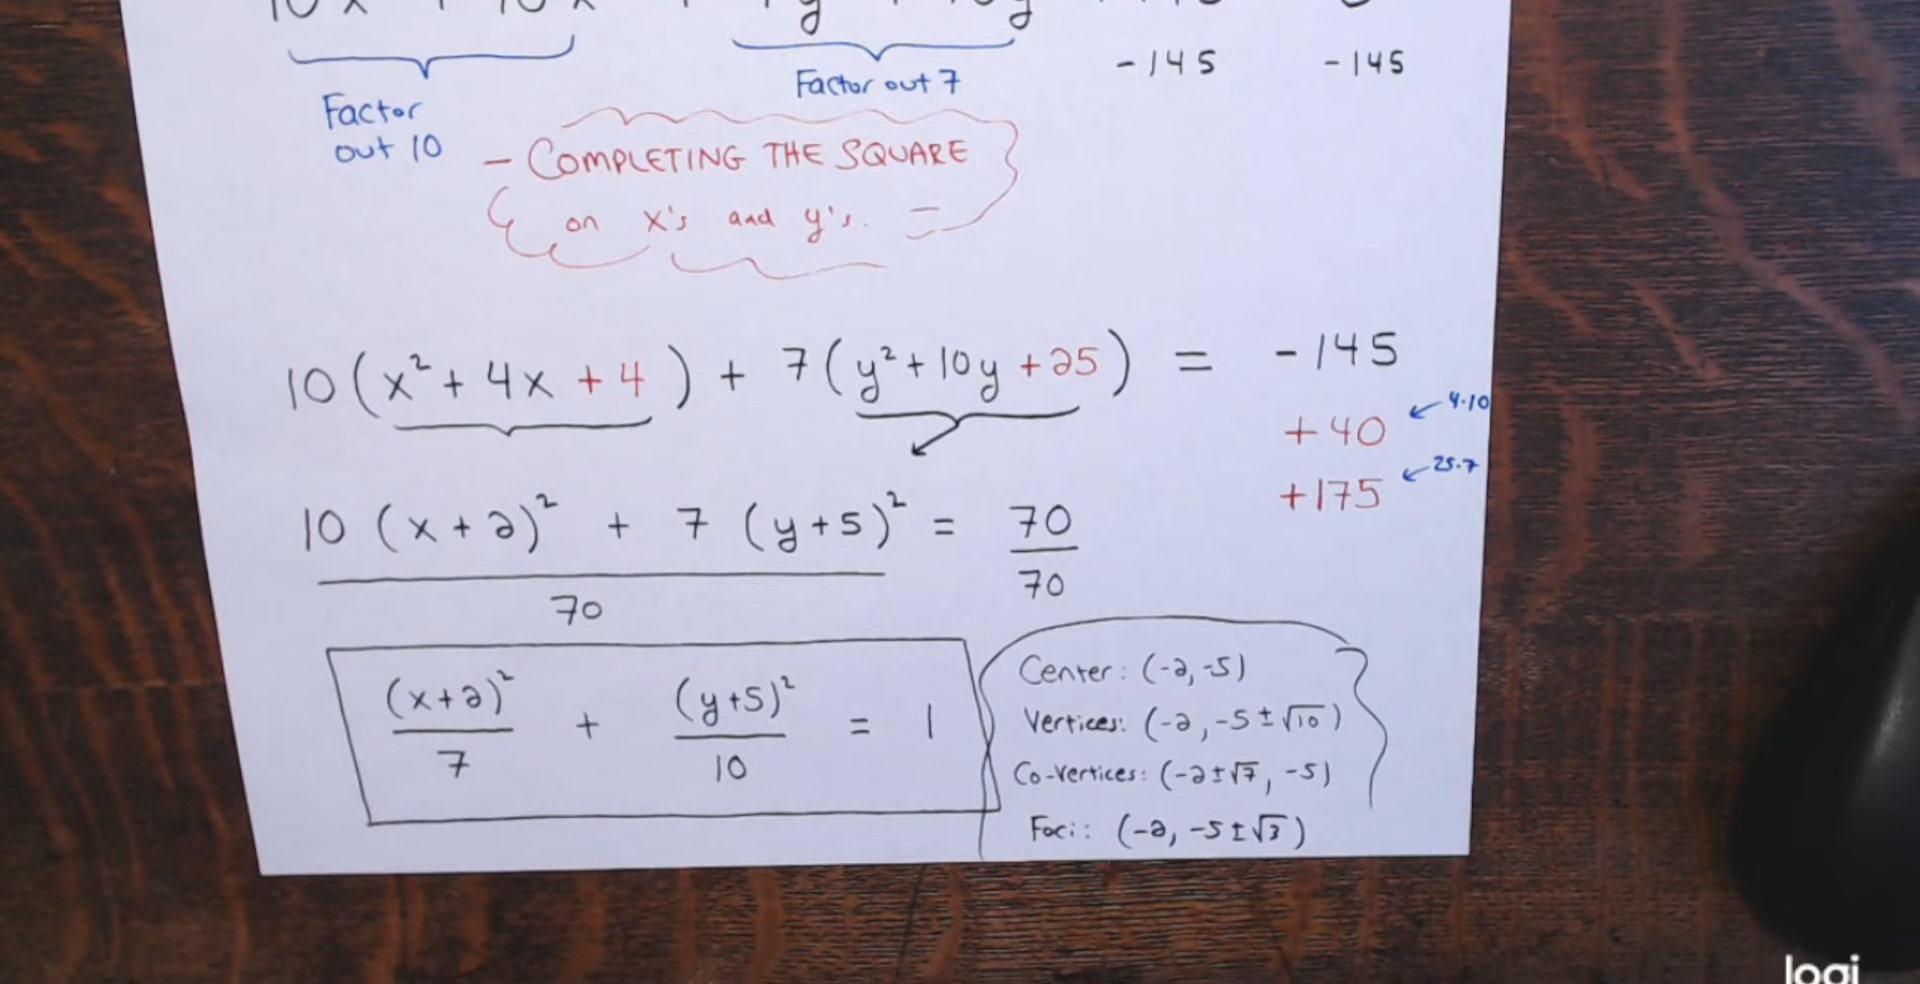 -145 -145
Factor out 10
Factor out 7
- COMPLETING THE SQUARE
on x's and y's.
10(x² + 4x + 4) + 7(y² + 10y + 25) = -145
+40 ← 4·10
+175 ← 25·7
10 (x+2)² + 7 (y+5)² = 70
70 70
(x+2)² + (y+5)² = 1
7 10
Center: (-2, -5)
Vertices: (-2, -5±√10)
Co-Vertices: (-2±√7, -5)
Foci: (-2, -5±√3)
logi